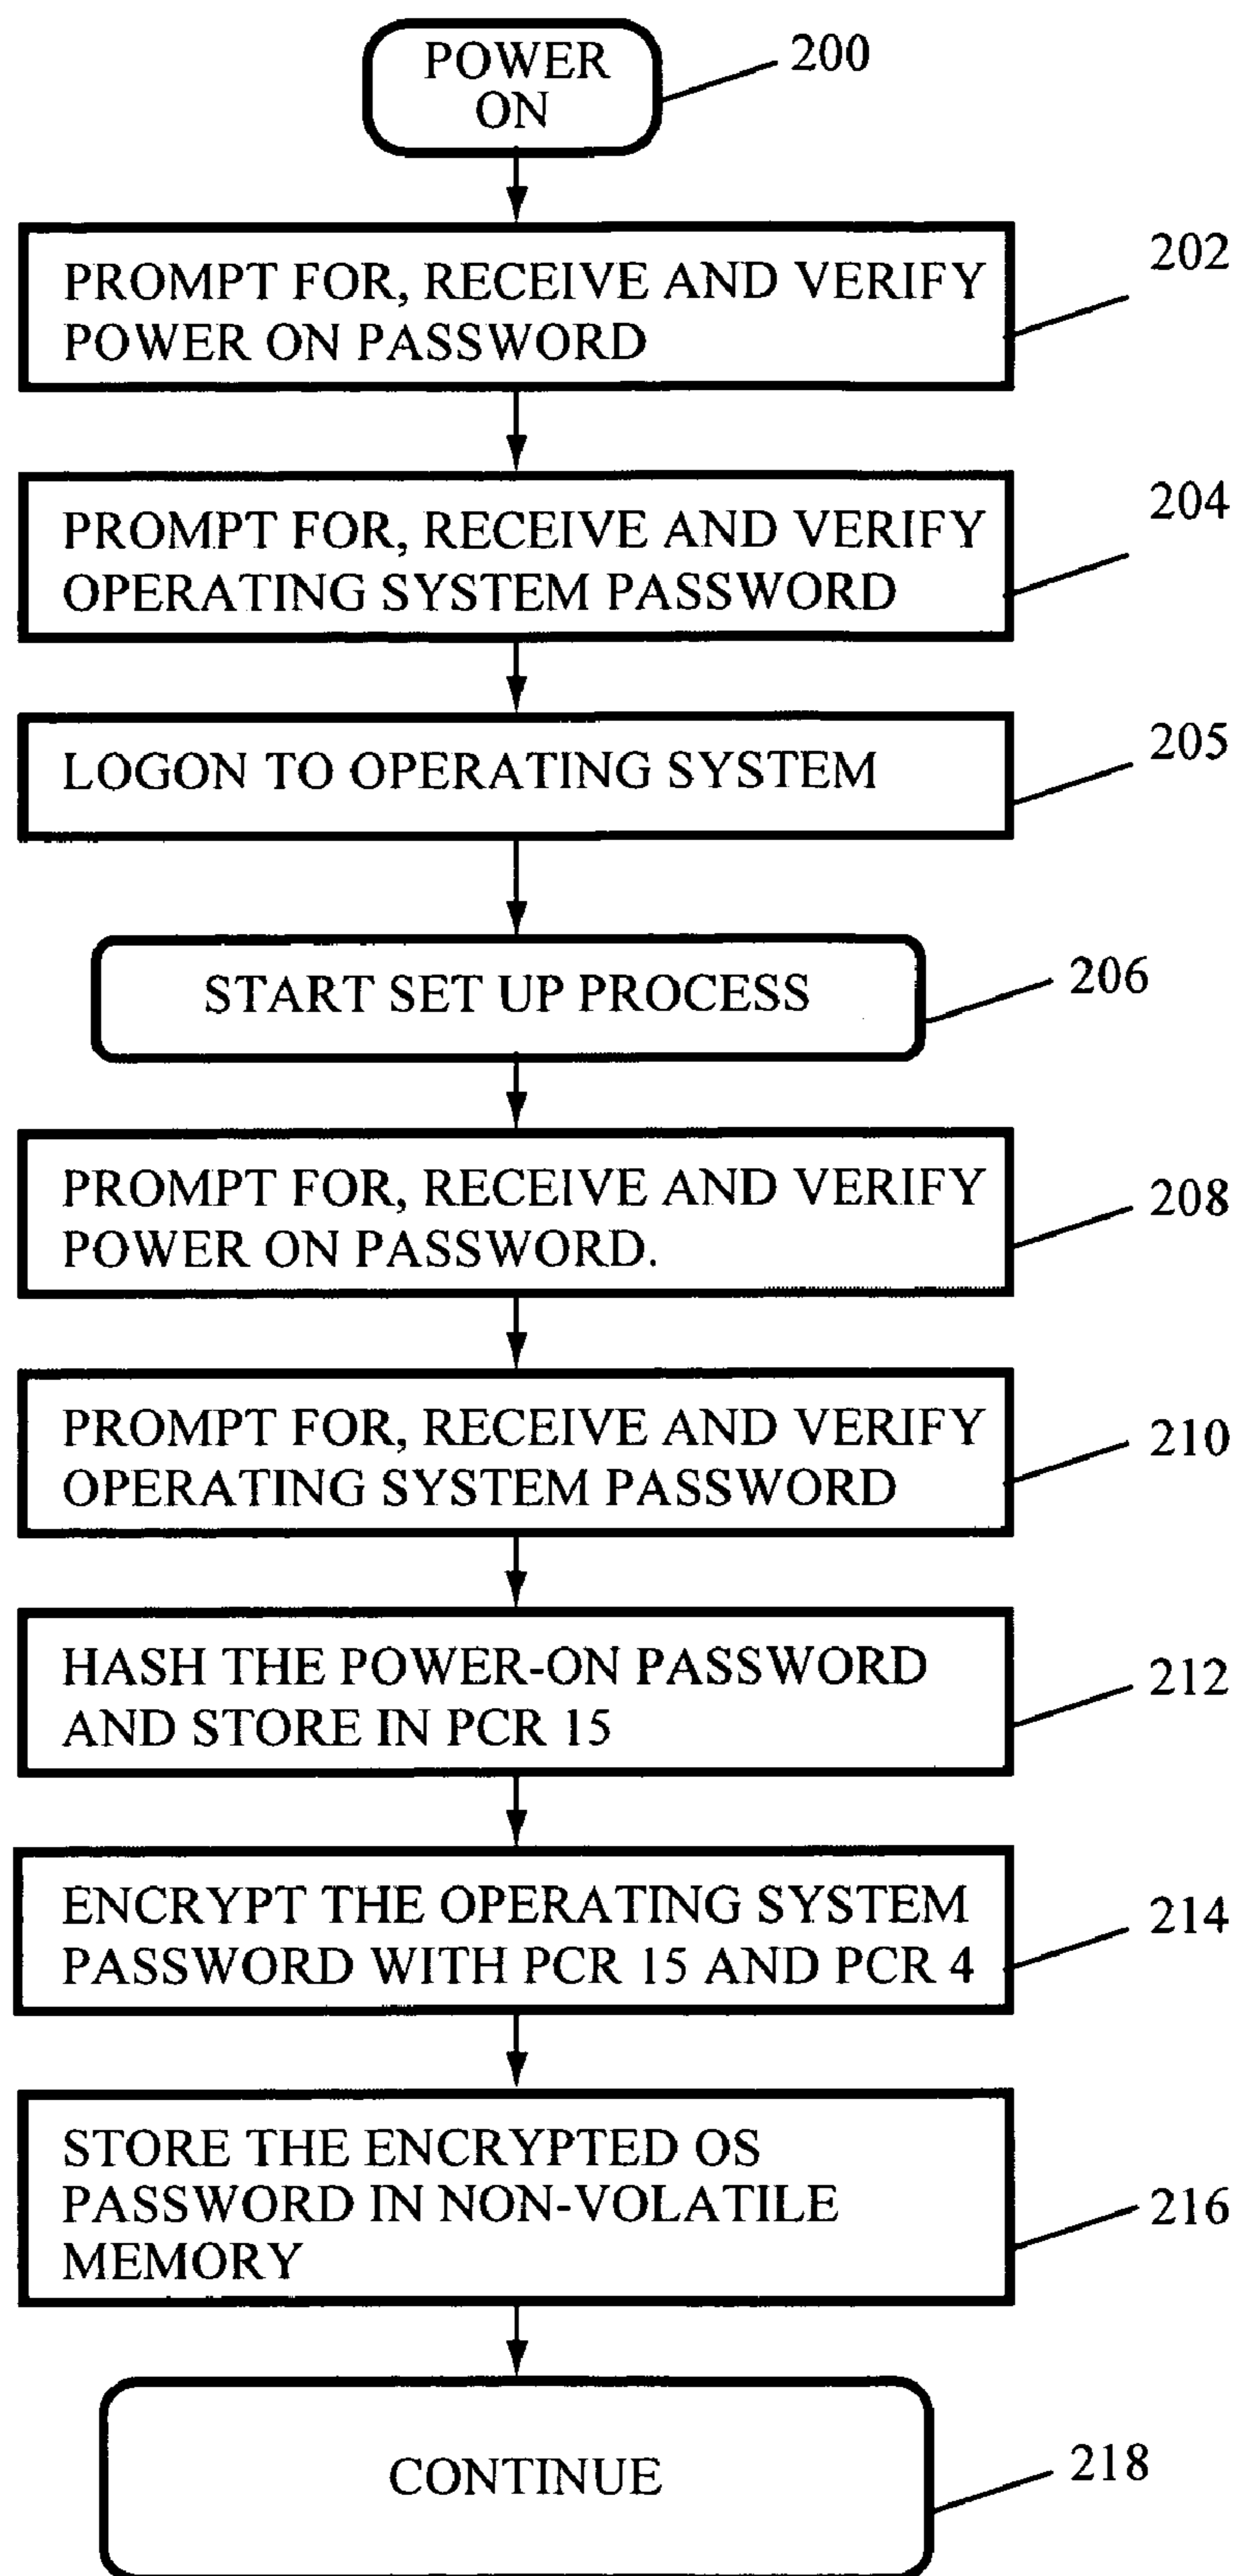 POWER
ON
200
PROMPT FOR, RECEIVE AND VERIFY
POWER ON PASSWORD
202
PROMPT FOR, RECEIVE AND VERIFY
OPERATING SYSTEM PASSWORD
204
LOGON TO OPERATING SYSTEM
205
START SET UP PROCESS
206
PROMPT FOR, RECEIVE AND VERIFY
POWER ON PASSWORD.
208
PROMPT FOR, RECEIVE AND VERIFY
OPERATING SYSTEM PASSWORD
210
HASH THE POWER-ON PASSWORD
AND STORE IN PCR 15
212
ENCRYPT THE OPERATING SYSTEM
PASSWORD WITH PCR 15 AND PCR 4
214
STORE THE ENCRYPTED OS
PASSWORD IN NON-VOLATILE
MEMORY
216
CONTINUE
218